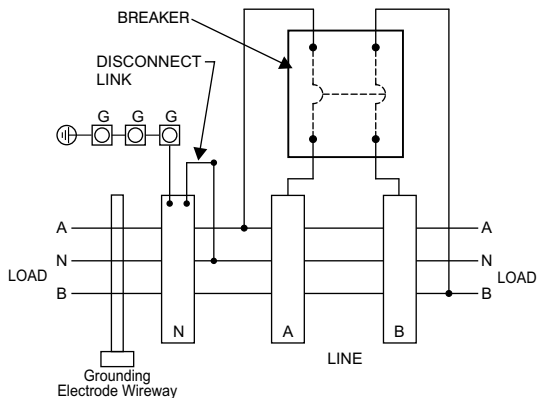 BREAKER
DISCONNECT
LINK
G G G
A
N
B
LOAD
A
N
B
LOAD
N
A
B
LINE
Grounding
Electrode Wireway